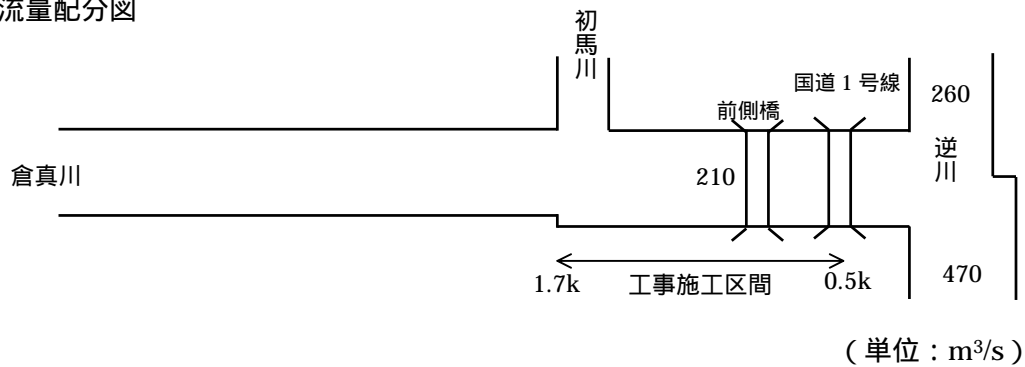 流量配分図
初馬川
国道1号線
260
前側橋
逆川
倉真川
210
1.7k
工事施工区間
0.5k
470
（単位：m³/s）